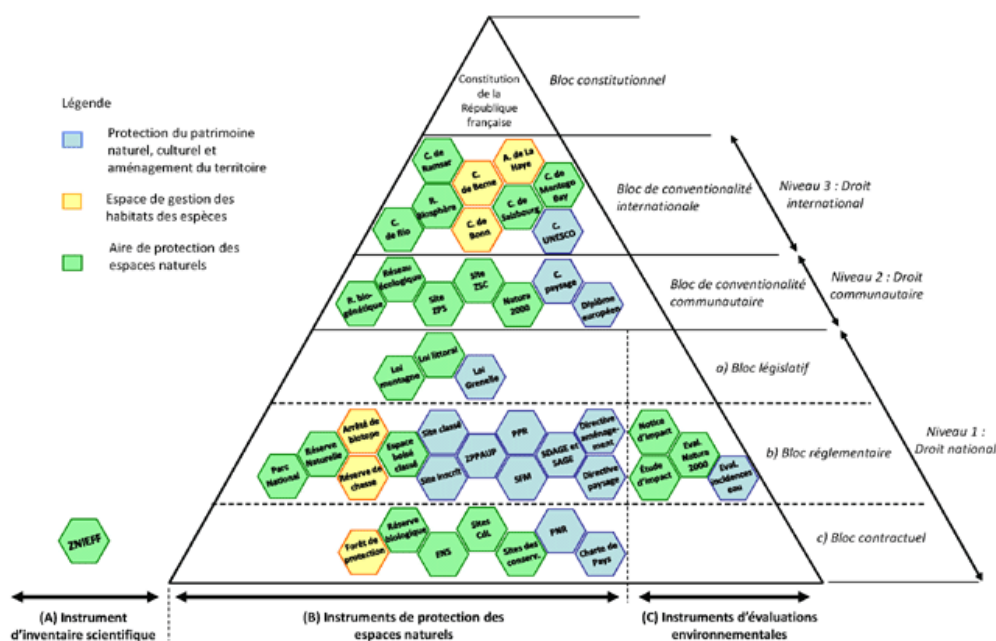 Constitution
de la
République
française
Bloc constitutionnel
Légende
Protection du patrimoine
naturel, culturel et
aménagement du territoire
Espace de gestion des
habitats des espèces
Aire de protection des
espaces naturels
C. de
Ramsar
A. de La
Haye
C.
de Berne
C. de
Montego
Bay
R.
Biosphère
C. de
Salzbourg
C.
de Rio
C.
de Bonn
C.
UNESCO
Bloc de conventionalité
internationale
Niveau 3 : Droit
international
R. bio-
génétique
Réseau
écologique
Site
ZPS
Site
ZSC
Natura
2000
C.
paysage
Diplôme
européen
Bloc de conventionalité
communautaire
Niveau 2 : Droit
communautaire
Loi
montagne
Loi littoral
Loi
Grenelle
a) Bloc législatif
Parc
National
Réserve
Naturelle
Arrêté de
biotope
Réserve de
chasse
Espace
boisé
classé
Site classé
Site inscrit
ZPPAUP
PPR
SFM
SDAGE et
SAGE
Directive
aménage-
ment
Directive
paysage
Notice
d'impact
Étude
d'impact
Eval.
Natura
2000
Eval.
incidences
eau
b) Bloc réglementaire
Niveau 1 :
Droit national
ZNIEFF
Forêt de
protection
Réserve
biologique
ENS
Sites
CdL
Sites des
conserv.
PNR
Charte de
Pays
c) Bloc contractuel
(A) Instrument
d'inventaire scientifique
(B) Instruments de protection des
espaces naturels
(C) Instruments d'évaluations
environnementales